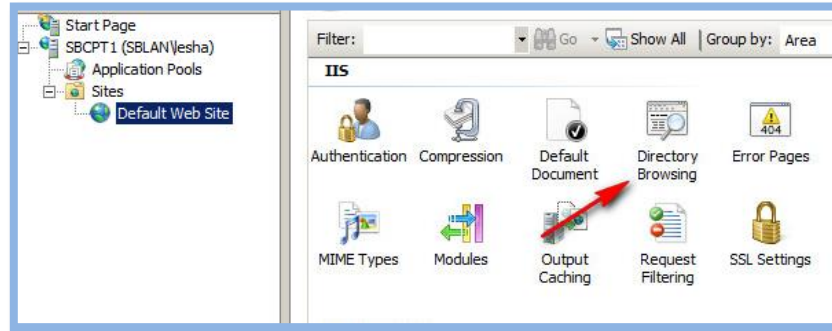 Start Page
SBCPT1 (SBLAN\lesha)
Application Pools
Sites
Default Web Site
Filter:
Go
Show All
Group by:
Area
IIS
Authentication
Compression
Default
Document
Directory
Browsing
404
Error Pages
MIME Types
Modules
Output
Caching
Request
Filtering
SSL Settings